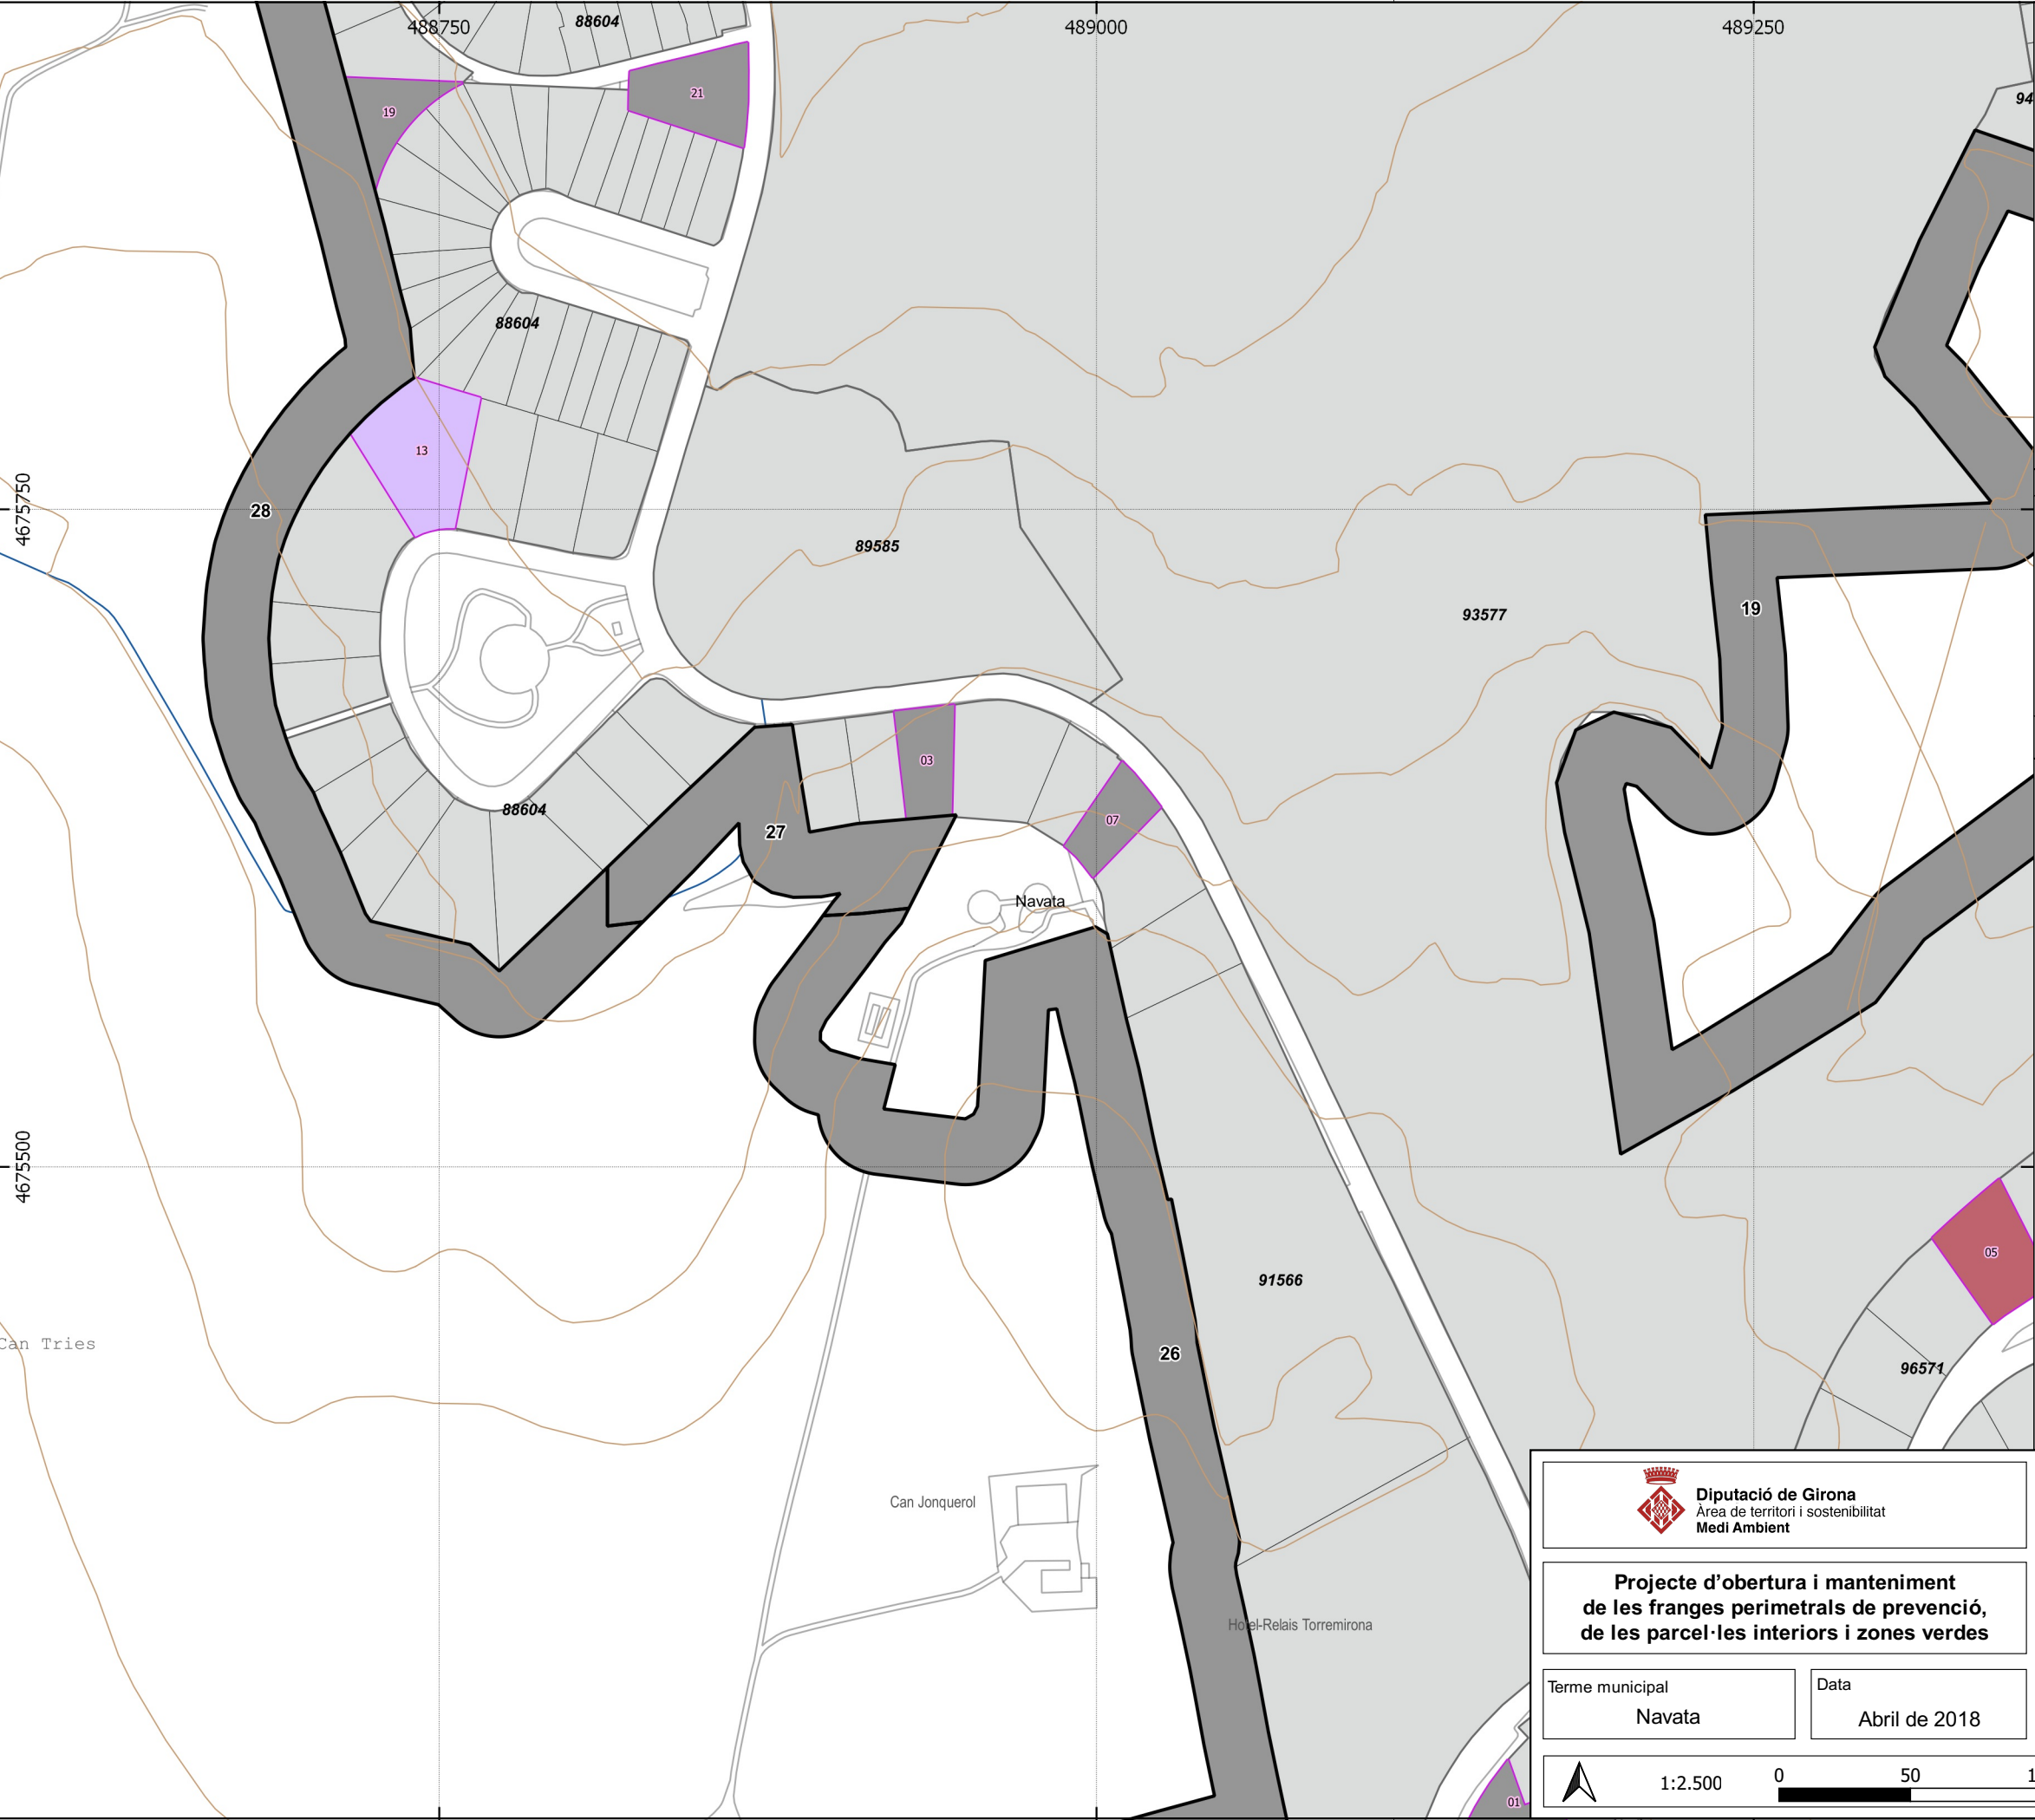 488750
489000
489250
88604
94
21
19
88604
13
4675750
28
89585
93577
19
03
88604
27
07
Navata
4675500
05
91566
26
Can Tries
96571
Can Jonquerol
Hotel-Relais Torremirona
01
Diputació de Girona
Àrea de territori i sostenibilitat
Medi Ambient
Projecte d'obertura i manteniment
de les franges perimetrals de prevenció,
de les parcel·les interiors i zones verdes
Terme municipal
Navata
Data
Abril de 2018
1:2.500
0
50